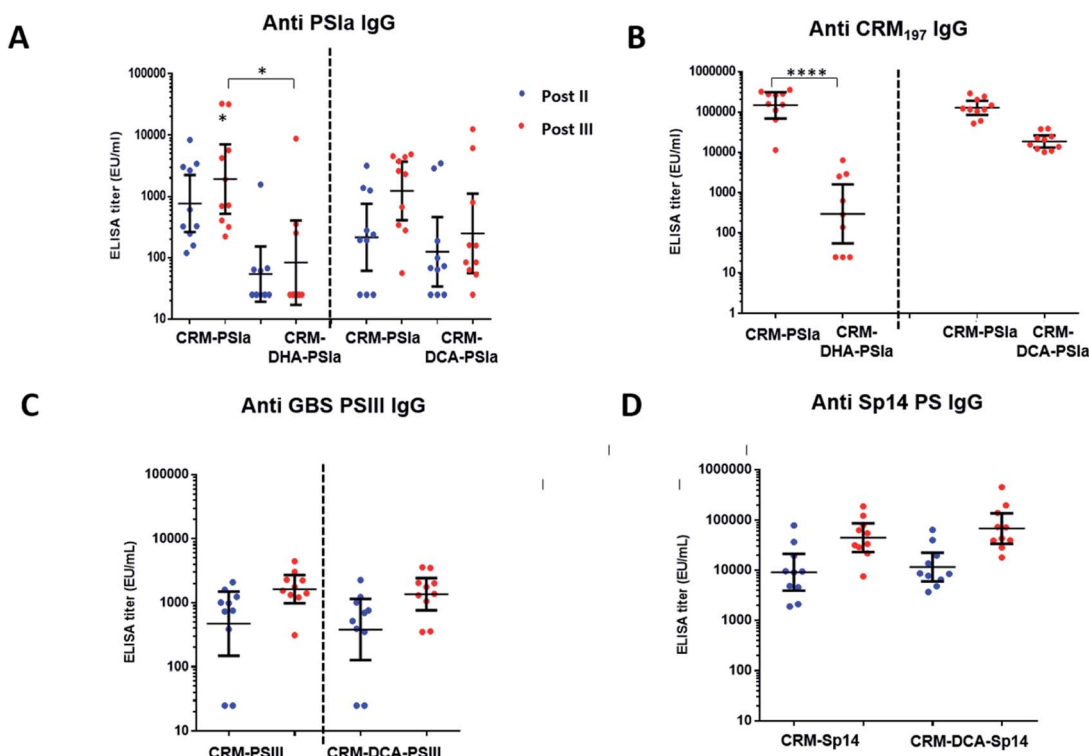 A
Anti PSIa IgG
ELISA titer (EU/ml)
100000
10000
1000
100
10
*
*
Post II
Post III
CRM-PSIa
CRM-
DHA-PSIa
CRM-PSIa
CRM-
DCA-PSIa
B
Anti CRM197 IgG
ELISA titer (EU/ml)
1000000
100000
10000
1000
100
10
1
****
CRM-PSIa
CRM-
DHA-PSIa
CRM-PSIa
CRM-
DCA-PSIa
C
Anti GBS PSIII IgG
ELISA titer (EU/mL)
100000
10000
1000
100
10
CRM-PSIII
CRM-DCA-PSIII
D
Anti Sp14 PS IgG
ELISA titer (EU/mL)
1000000
100000
10000
1000
100
10
CRM-Sp14
CRM-DCA-Sp14